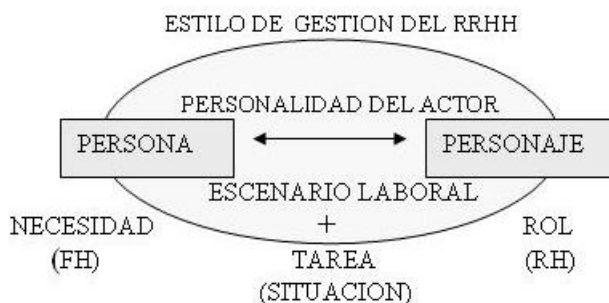 ESTILO DE GESTION DEL RRHH
PERSONALIDAD DEL ACTOR
PERSONA
PERSONAJE
ESCENARIO LABORAL
NECESIDAD
(FH)
+
TAREA
(SITUACION)
ROL
(RH)